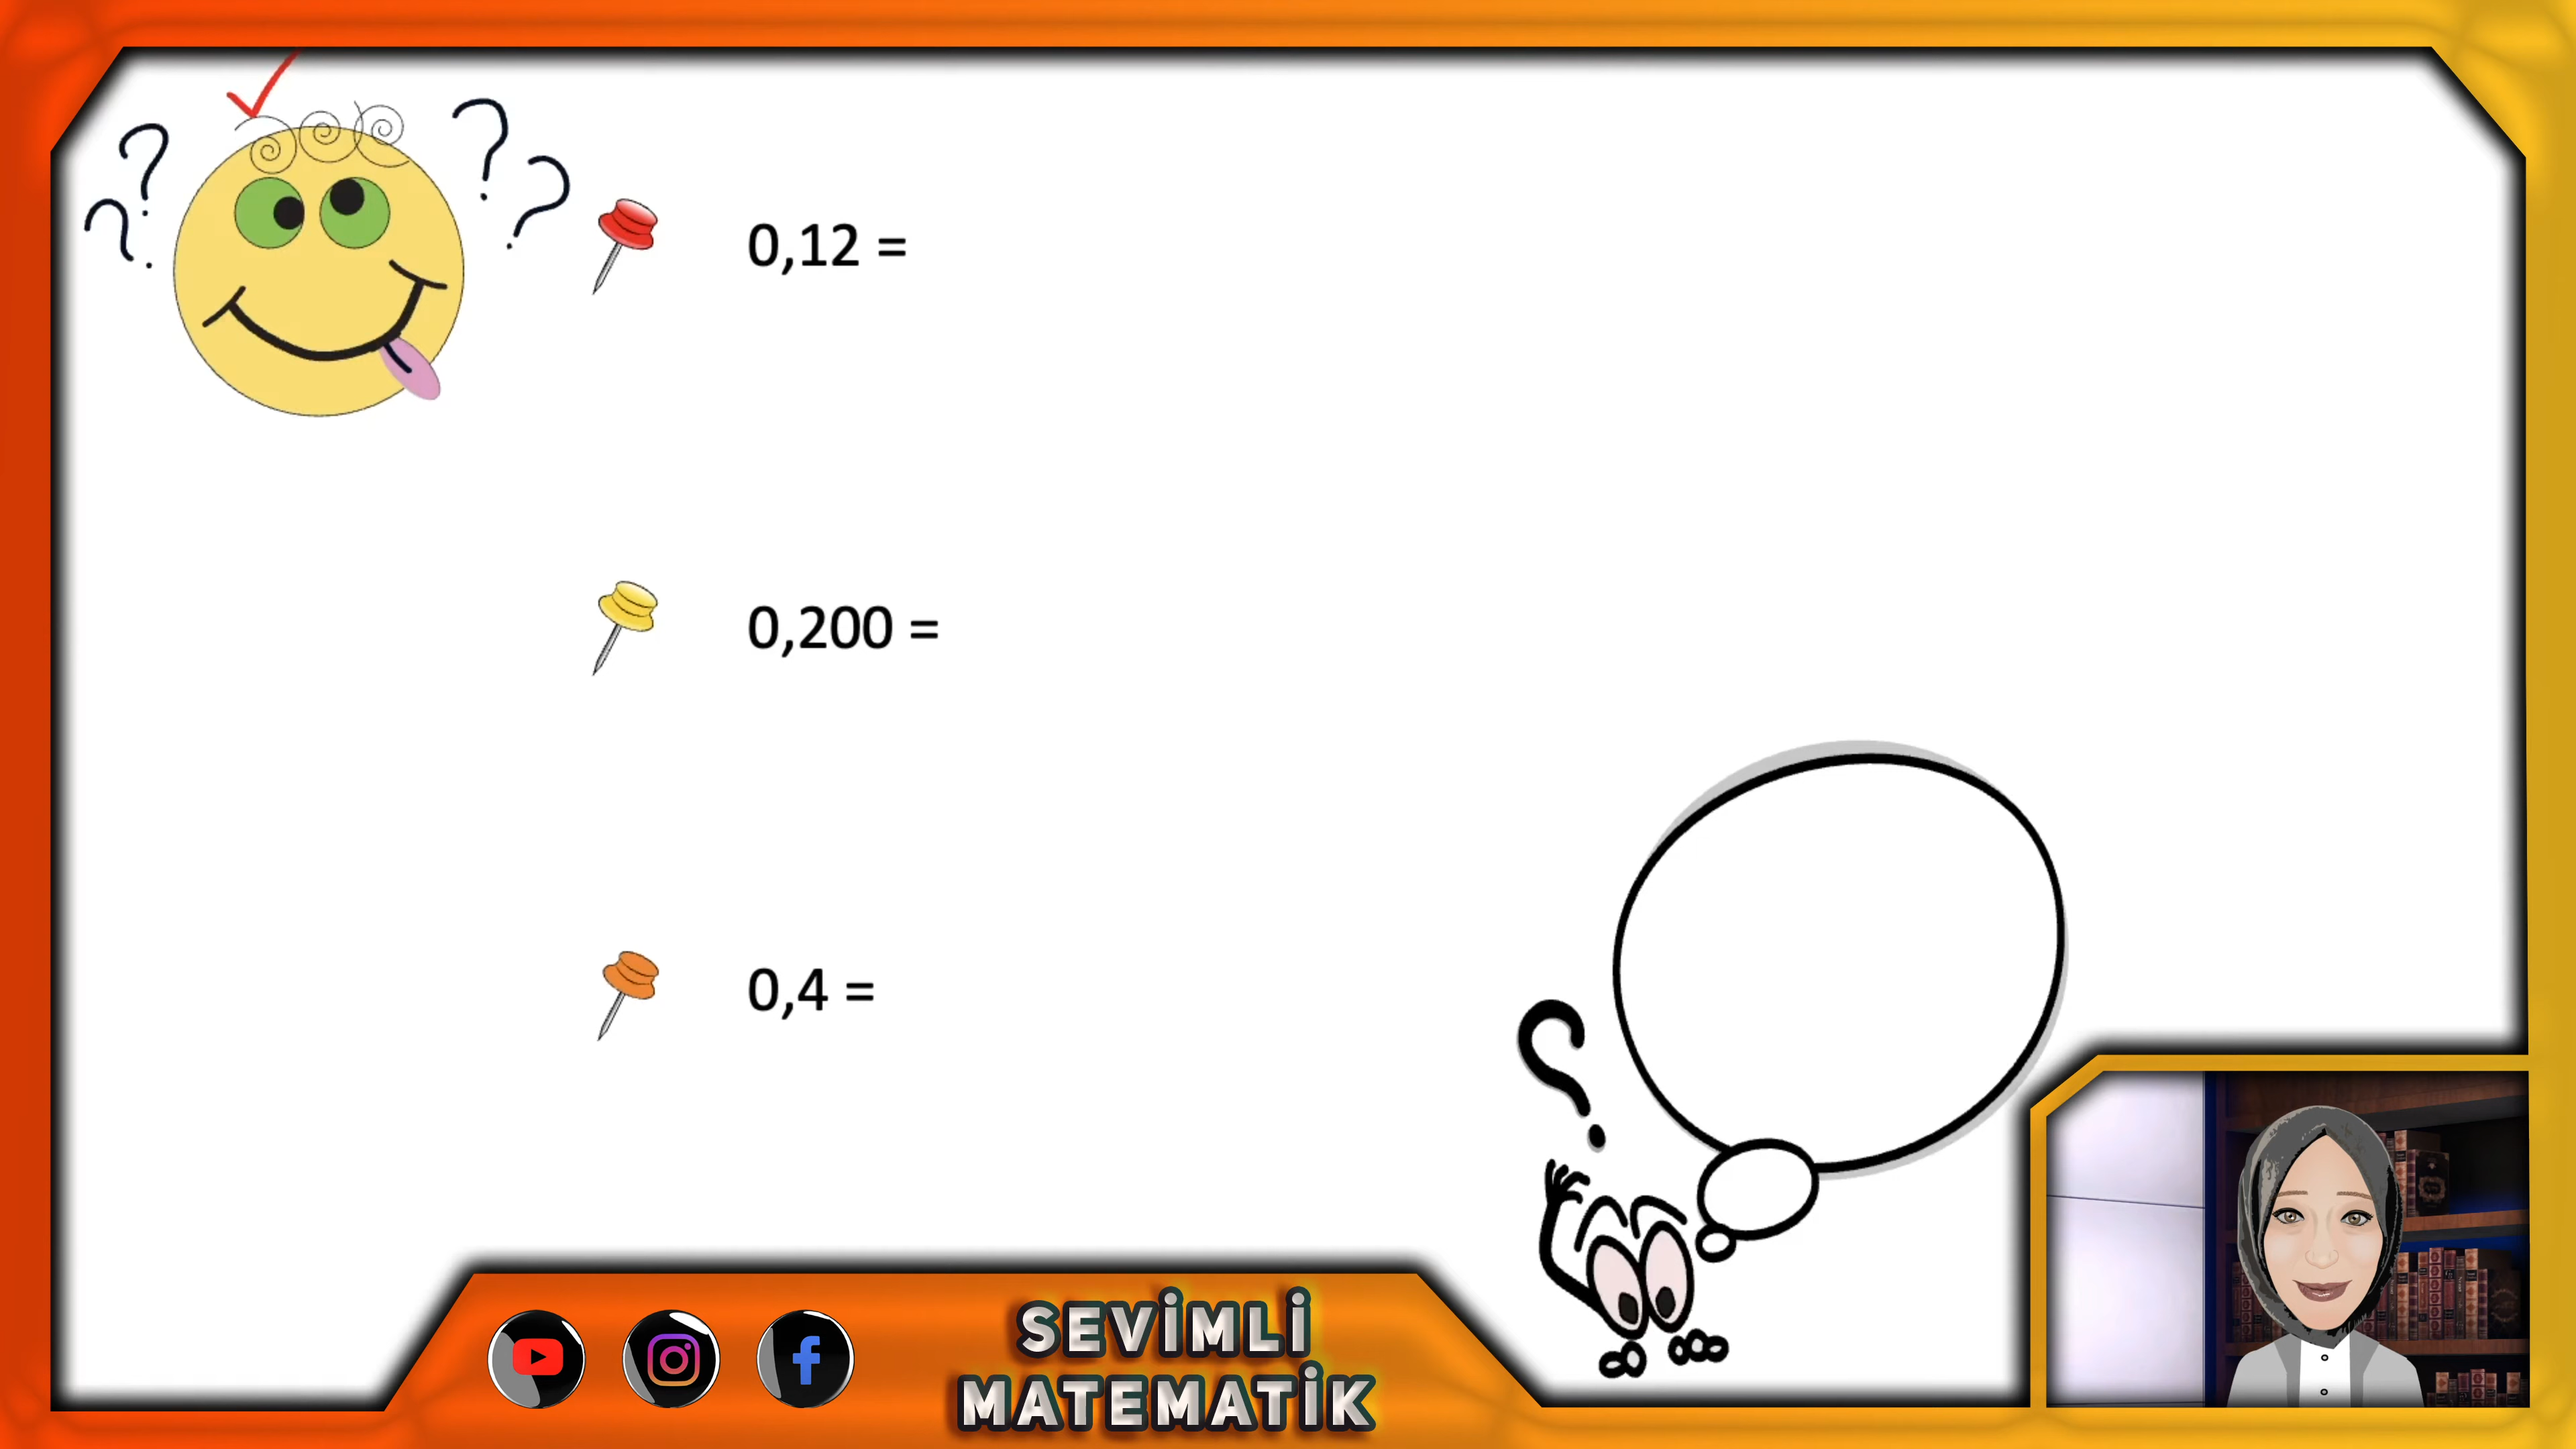 0,12 =
0,200 =
0,4 =
SEVİMLİ
MATEMATİK